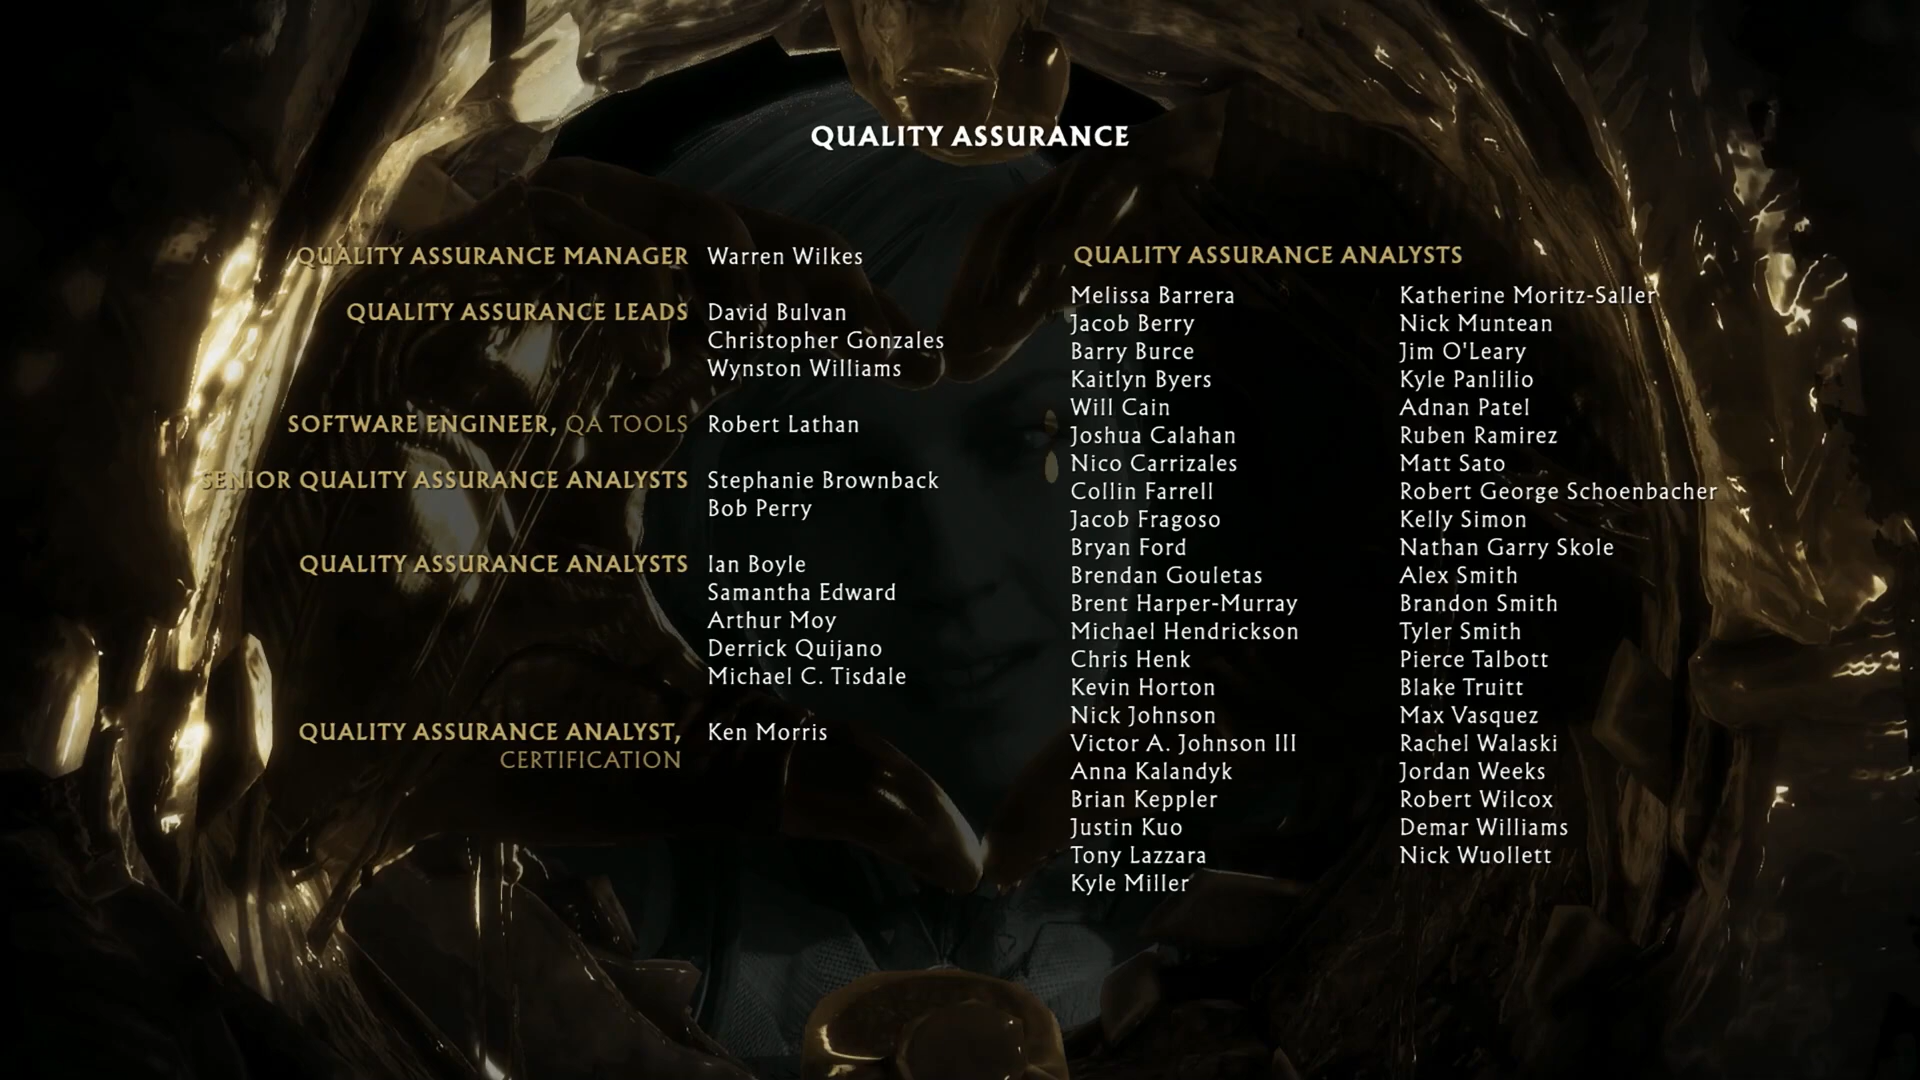 QUALITY ASSURANCE
QUALITY ASSURANCE MANAGER Warren Wilkes
QUALITY ASSURANCE LEADS David Bulvan
Christopher Gonzales
Wynston Williams
SOFTWARE ENGINEER, QA TOOLS Robert Lathan
SENIOR QUALITY ASSURANCE ANALYSTS Stephanie Brownback
Bob Perry
QUALITY ASSURANCE ANALYSTS Ian Boyle
Samantha Edward
Arthur Moy
Derrick Quijano
Michael C. Tisdale
QUALITY ASSURANCE ANALYST, Ken Morris
CERTIFICATION
QUALITY ASSURANCE ANALYSTS
Melissa Barrera
Jacob Berry
Barry Burce
Kaitlyn Byers
Will Cain
Joshua Calahan
Nico Carrizales
Collin Farrell
Jacob Fragoso
Bryan Ford
Brendan Gouletas
Brent Harper-Murray
Michael Hendrickson
Chris Henk
Kevin Horton
Nick Johnson
Victor A. Johnson III
Anna Kalandyk
Brian Keppler
Justin Kuo
Tony Lazzara
Kyle Miller
Katherine Moritz-Saller
Nick Muntean
Jim O'Leary
Kyle Panlilio
Adnan Patel
Ruben Ramirez
Matt Sato
Robert George Schoenbacher
Kelly Simon
Nathan Garry Skole
Alex Smith
Brandon Smith
Tyler Smith
Pierce Talbott
Blake Truitt
Max Vasquez
Rachel Walaski
Jordan Weeks
Robert Wilcox
Demar Williams
Nick Wuollett